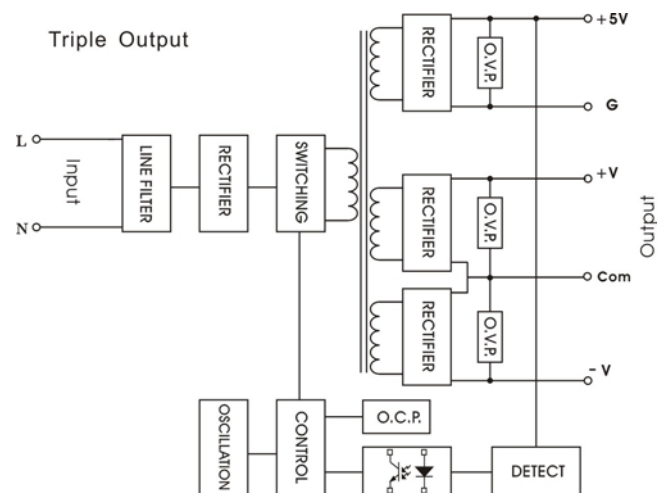 Triple Output
L
N
Input
LINE FILTER
RECTIFIER
SWITCHING
RECTIFIER
O.V.P.
+5V
G
RECTIFIER
O.V.P.
+V
Com
RECTIFIER
O.V.P.
- V
Output
OSCILLATION
CONTROL
O.C.P.
DETECT